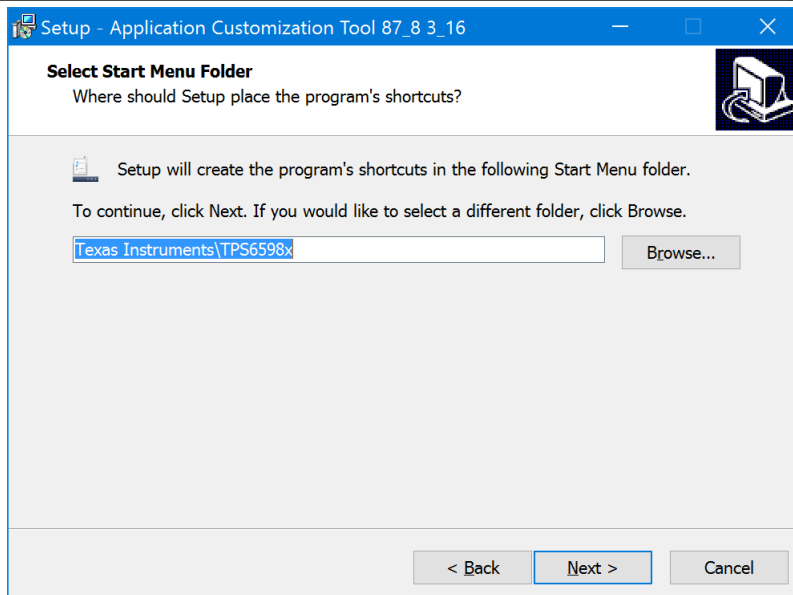 Setup - Application Customization Tool 87_8 3_16
Select Start Menu Folder
Where should Setup place the program's shortcuts?
Setup will create the program's shortcuts in the following Start Menu folder.
To continue, click Next. If you would like to select a different folder, click Browse.
Texas Instruments\TPS6598x
Browse...
< Back
Next >
Cancel